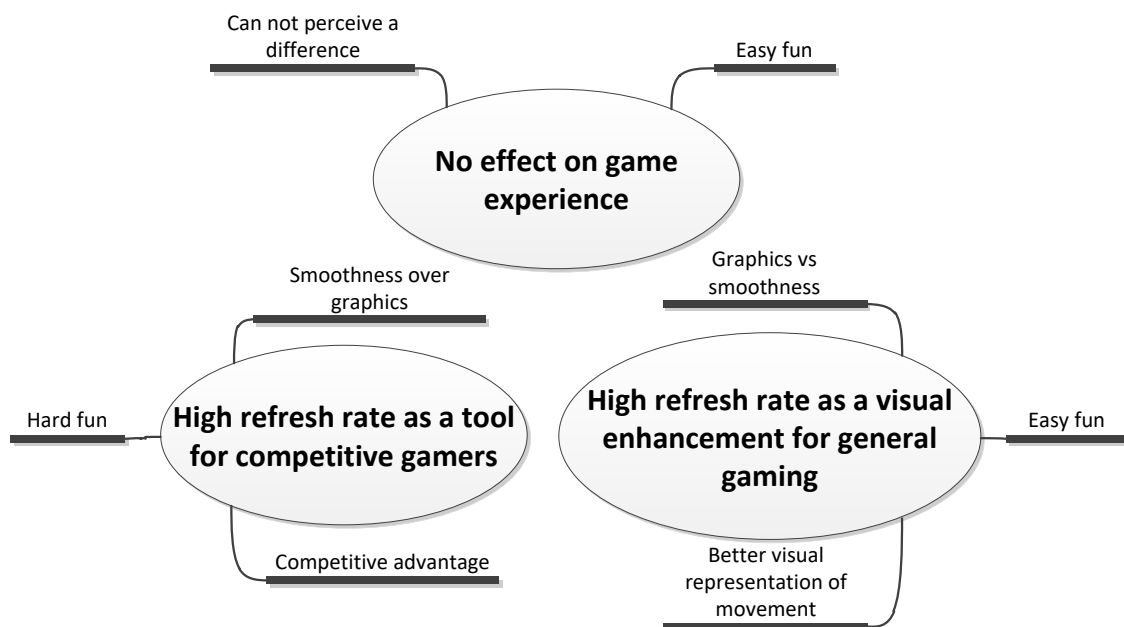 Can not perceive a
difference
Easy fun
No effect on game
experience
Smoothness over
graphics
Hard fun
High refresh rate as a tool
for competitive gamers
Competitive advantage
Graphics vs
smoothness
High refresh rate as a visual
enhancement for general
gaming
Easy fun
Better visual
representation of
movement